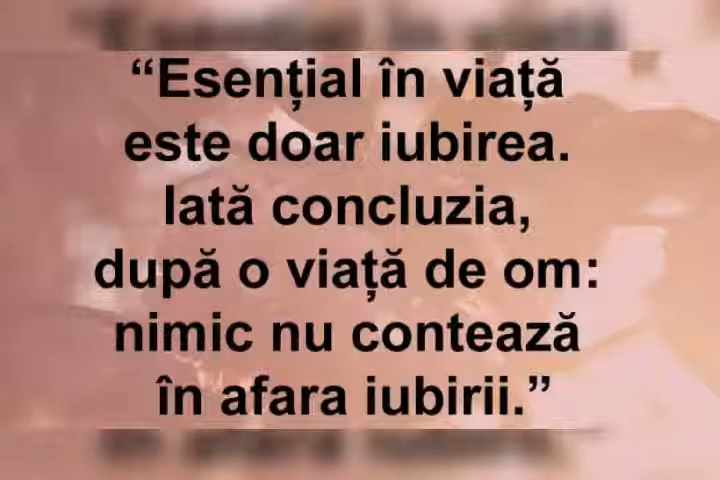 “Esențial în viață
este doar iubirea.
Iată concluzia,
după o viață de om:
nimic nu contează
în afara iubirii.”